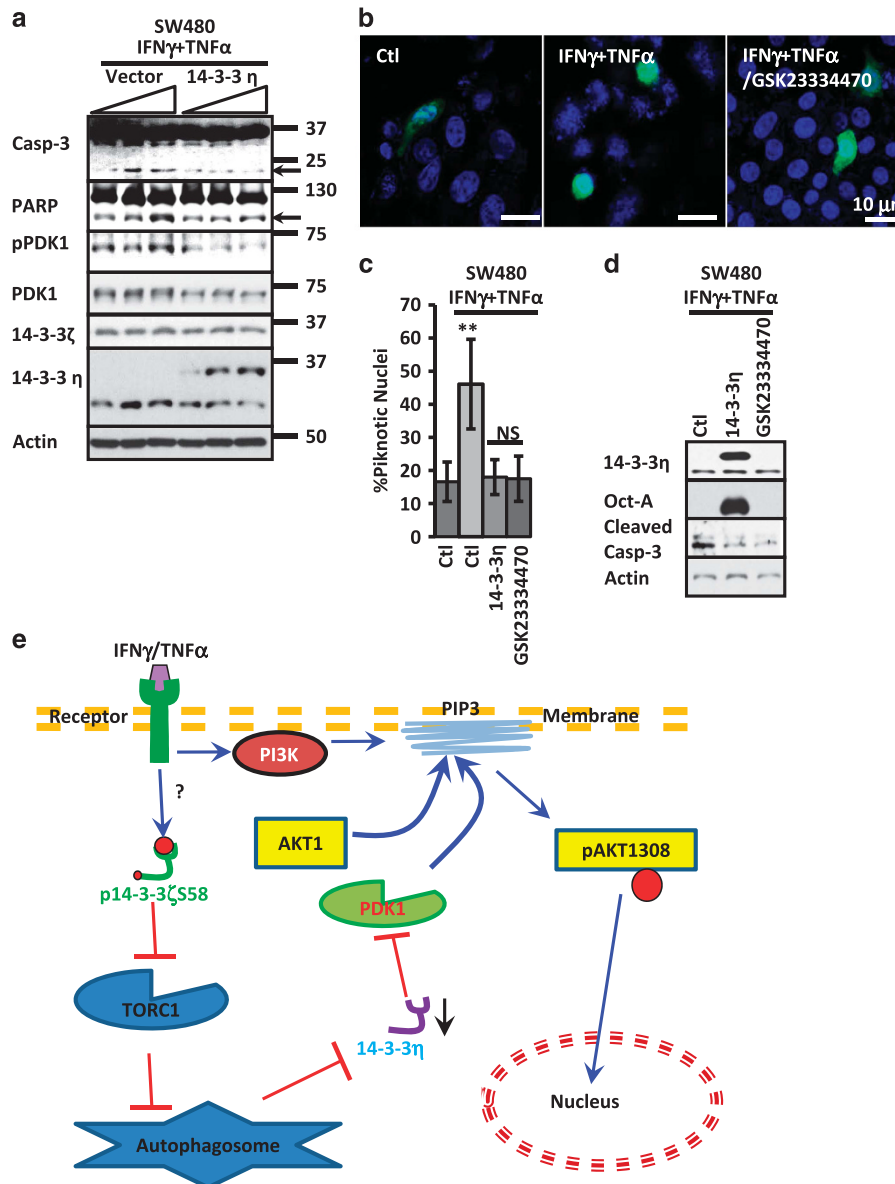 a
SW480
IFNγ+TNFα
Vector 14-3-3 η
Casp-3
37
25
PARP
130
pPDK1
75
PDK1
75
14-3-3ζ
37
14-3-3 η
37
Actin
50
b
Ctl
IFNγ+TNFα
IFNγ+TNFα
/GSK23334470
10 μm
c
SW480
IFNγ+TNFα
%Piknotic Nuclei
70
60
50
40
30
20
10
0
**
NS
Ctl
Ctl
14-3-3η
GSK23334470
d
SW480
IFNγ+TNFα
Ctl
14-3-3η
GSK23334470
14-3-3η
Oct-A
Cleaved
Casp-3
Actin
e
IFNγ/TNFα
Receptor
PIP3
Membrane
PI3K
?
AKT1
pAKT1308
p14-3-3ζS58
PDK1
TORC1
14-3-3η
Nucleus
Autophagosome